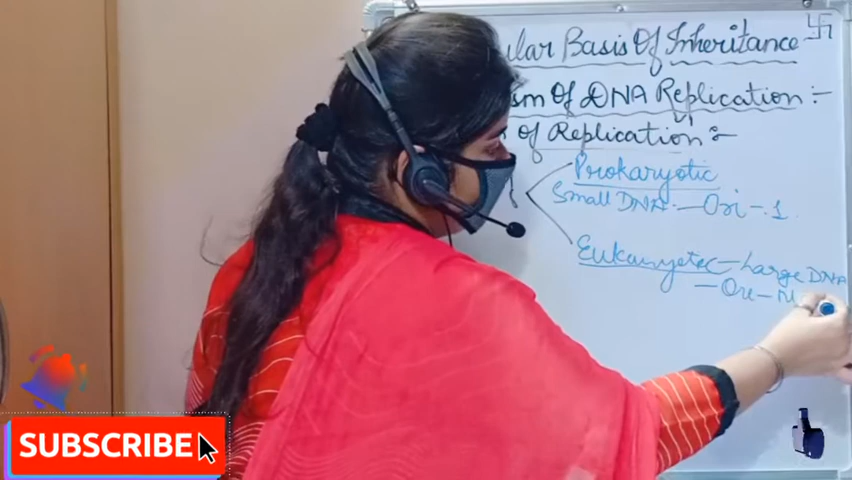 ular Basis Of Inheritance
sm Of DNA Replication :-
of Replication :-
Prokaryotic
Small DNA - Ori - 1
Eukaryotic - Large DNA
- Ori -
SUBSCRIBE